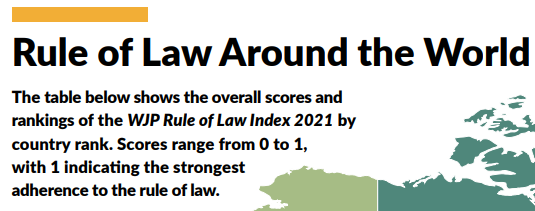 Rule of Law Around the World
The table below shows the overall scores and
rankings of the WJP Rule of Law Index 2021 by
country rank. Scores range from 0 to 1,
with 1 indicating the strongest
adherence to the rule of law.